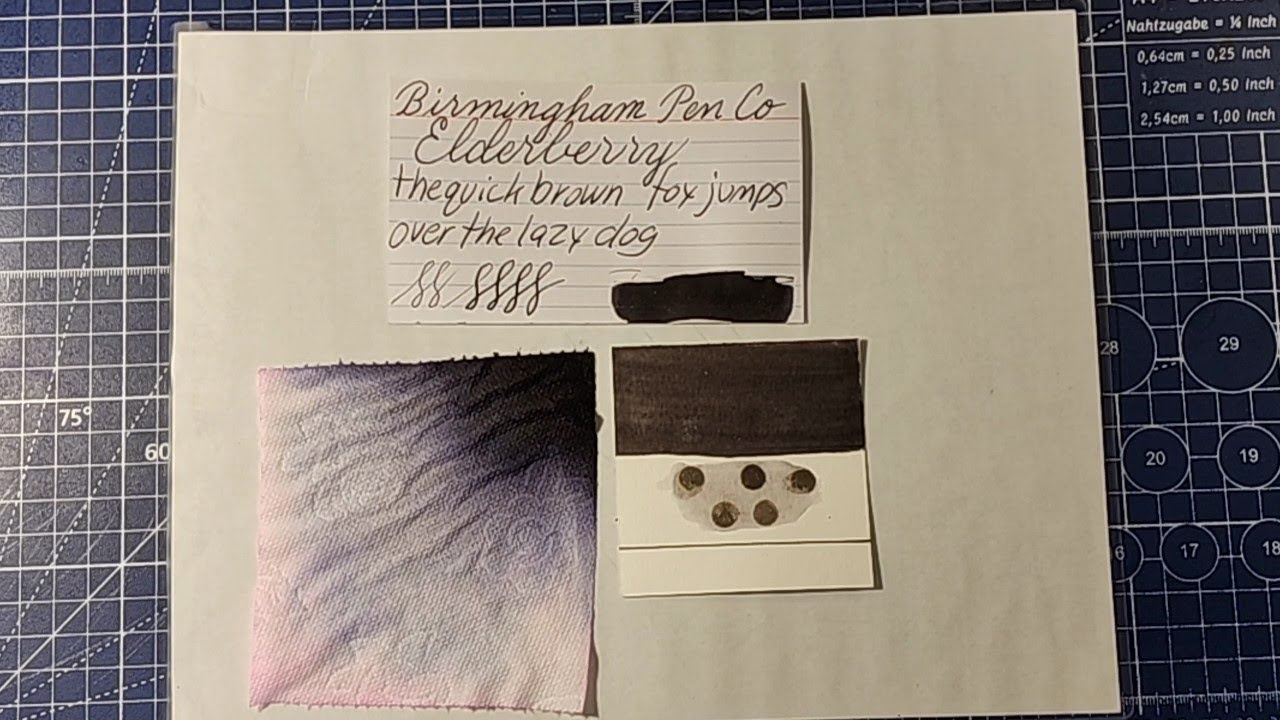 Birmingham Pen Co
Elderberry
thequick brown fox jumps
over the lazy dog
Nahtzugabe = ¼ Inch
0,64cm = 0,25 Inch
1,27cm = 0,50 Inch
2,54cm = 1,00 Inch
75°
60
28
29
20
19
6
17
18